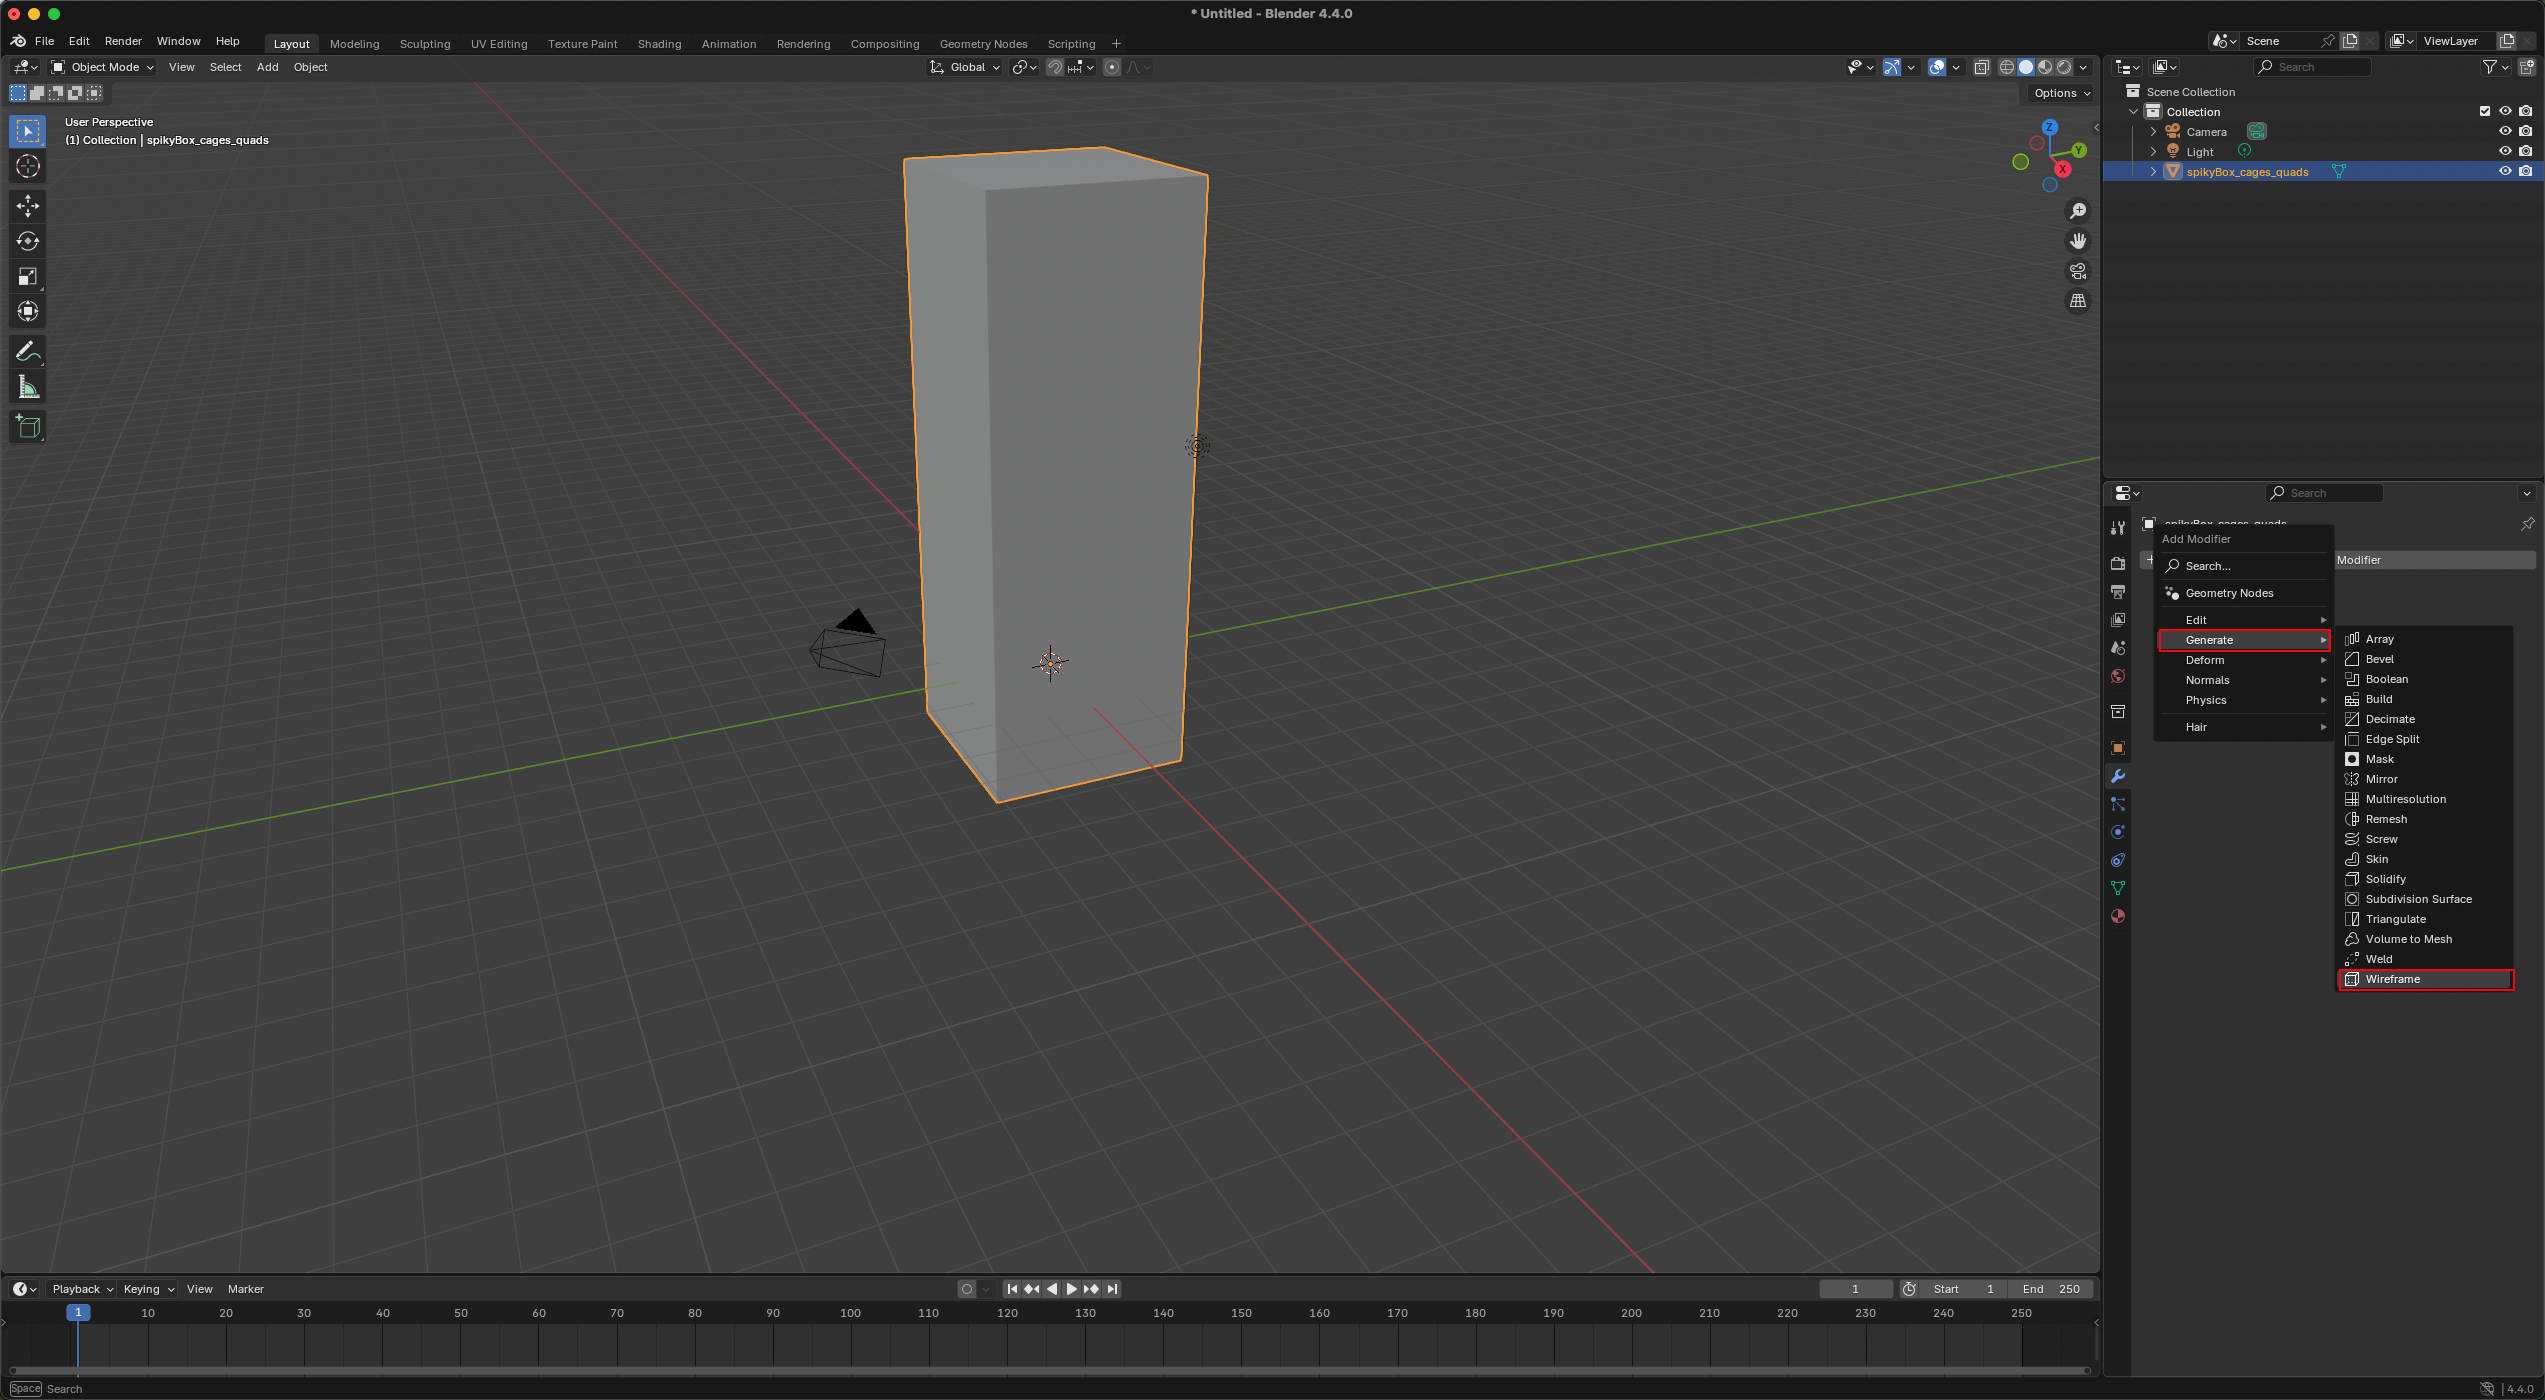 * Untitled - Blender 4.4.0
File Edit Render Window Help Layout Modeling Sculpting UV Editing Texture Paint Shading Animation Rendering Compositing Geometry Nodes Scripting + Scene ViewLayer
Object Mode View Select Add Object Global Search
Options
User Perspective
(1) Collection | spikyBox_cages_quads
Z
Y
X
Scene Collection
Collection
Camera
Light
spikyBox_cages_quads
Search
spikyBox_cages_quads
Add Modifier
Modifier
Search...
Geometry Nodes
Edit
Generate
Deform
Normals
Physics
Hair
Array
Bevel
Boolean
Build
Decimate
Edge Split
Mask
Mirror
Multiresolution
Remesh
Screw
Skin
Solidify
Subdivision Surface
Triangulate
Volume to Mesh
Weld
Wireframe
Playback Keying View Marker 1 Start 1 End 250
1 10 20 30 40 50 60 70 80 90 100 110 120 130 140 150 160 170 180 190 200 210 220 230 240 250
Space Search 4.4.0